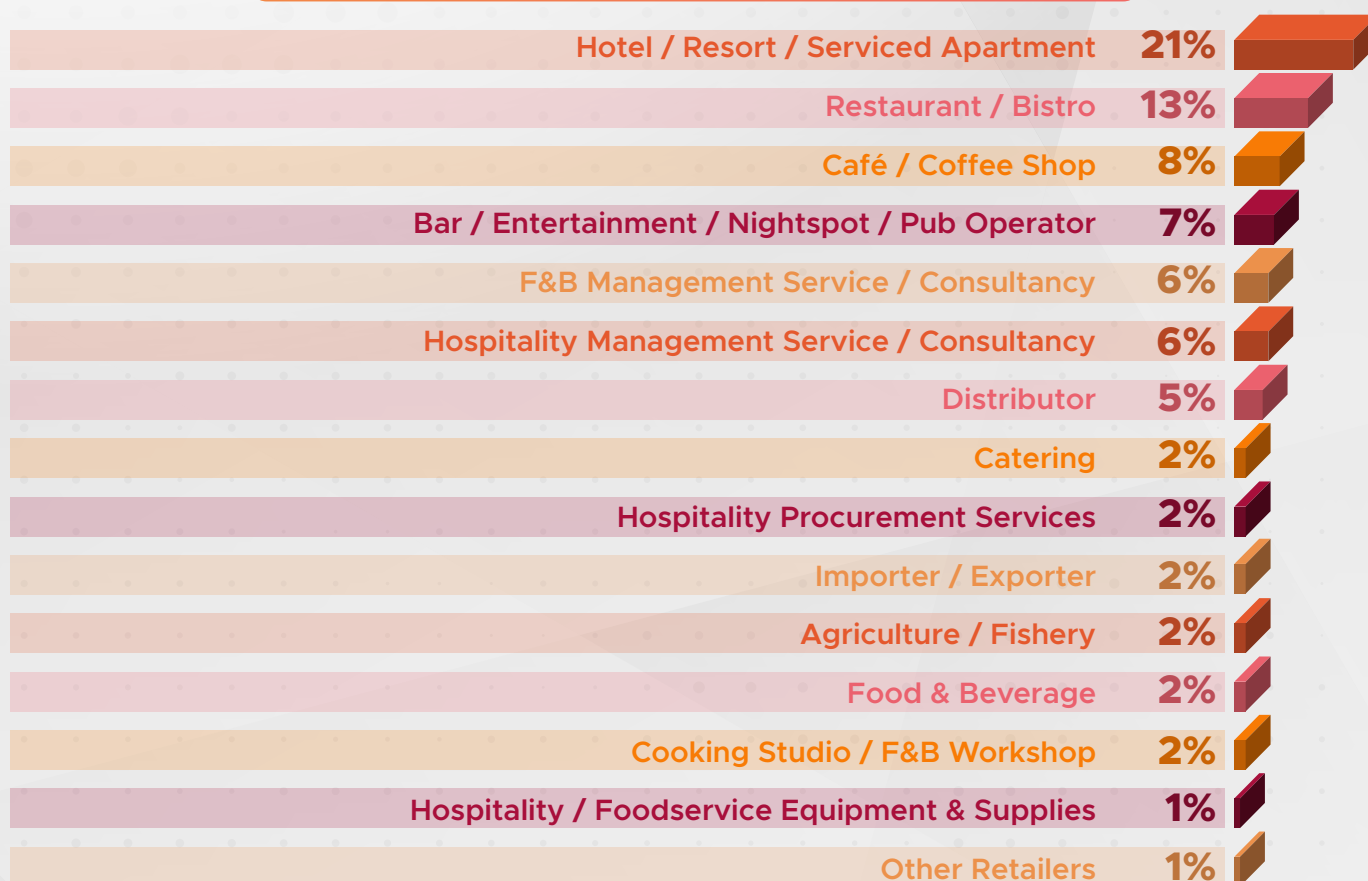 Hotel / Resort / Serviced Apartment 21%
Restaurant / Bistro 13%
Café / Coffee Shop 8%
Bar / Entertainment / Nightspot / Pub Operator 7%
F&B Management Service / Consultancy 6%
Hospitality Management Service / Consultancy 6%
Distributor 5%
Catering 2%
Hospitality Procurement Services 2%
Importer / Exporter 2%
Agriculture / Fishery 2%
Food & Beverage 2%
Cooking Studio / F&B Workshop 2%
Hospitality / Foodservice Equipment & Supplies 1%
Other Retailers 1%